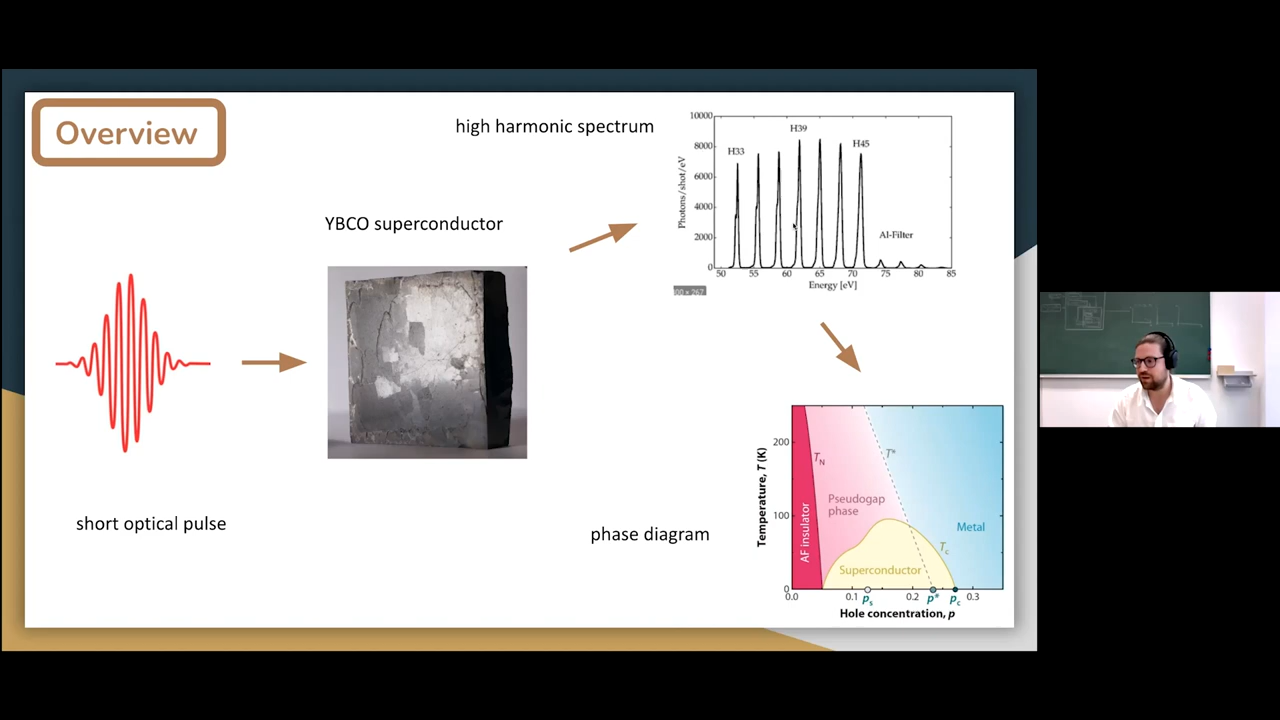 Overview
high harmonic spectrum
YBCO superconductor
short optical pulse
phase diagram
10000
8000
6000
4000
2000
0
Photons/shot/eV
H33
H39
H45
Al-Filter
50 55 60 65 70 75 80 85
Energy [eV]
00 × 267
Temperature, T (K)
200
100
0
T_N
T*
Pseudogap
phase
AF insulator
Metal
T_c
Superconductor
0.0 0.1 0.2 0.3
p_s p* p_c
Hole concentration, p